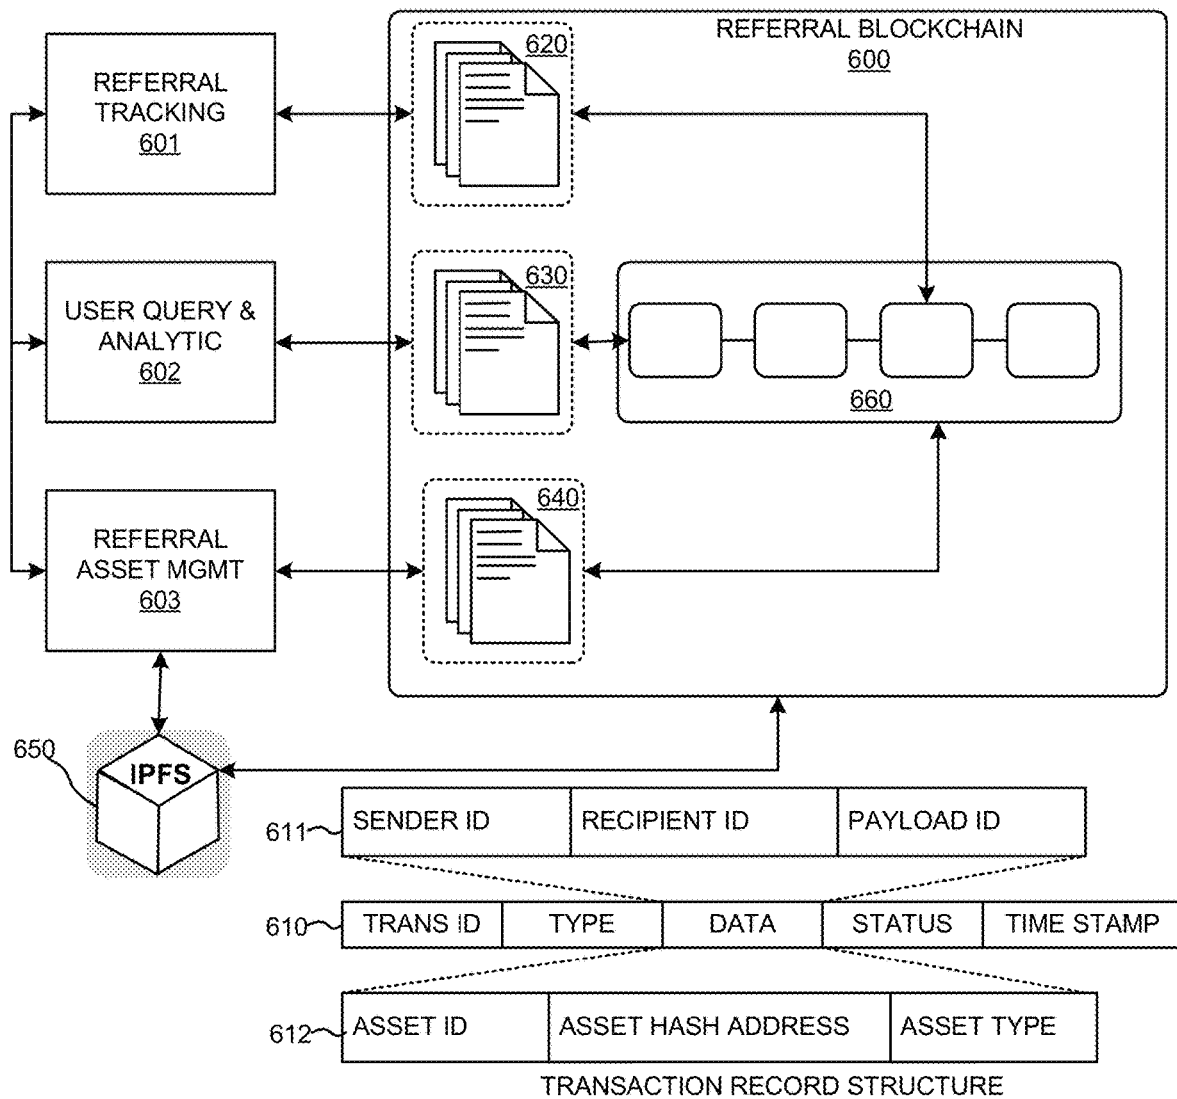 REFERRAL BLOCKCHAIN
600
REFERRAL
TRACKING
601
620
USER QUERY &
ANALYTIC
602
630
660
REFERRAL
ASSET MGMT
603
640
650
IPFS
611
SENDER ID
RECIPIENT ID
PAYLOAD ID
610
TRANS ID
TYPE
DATA
STATUS
TIME STAMP
612
ASSET ID
ASSET HASH ADDRESS
ASSET TYPE
TRANSACTION RECORD STRUCTURE